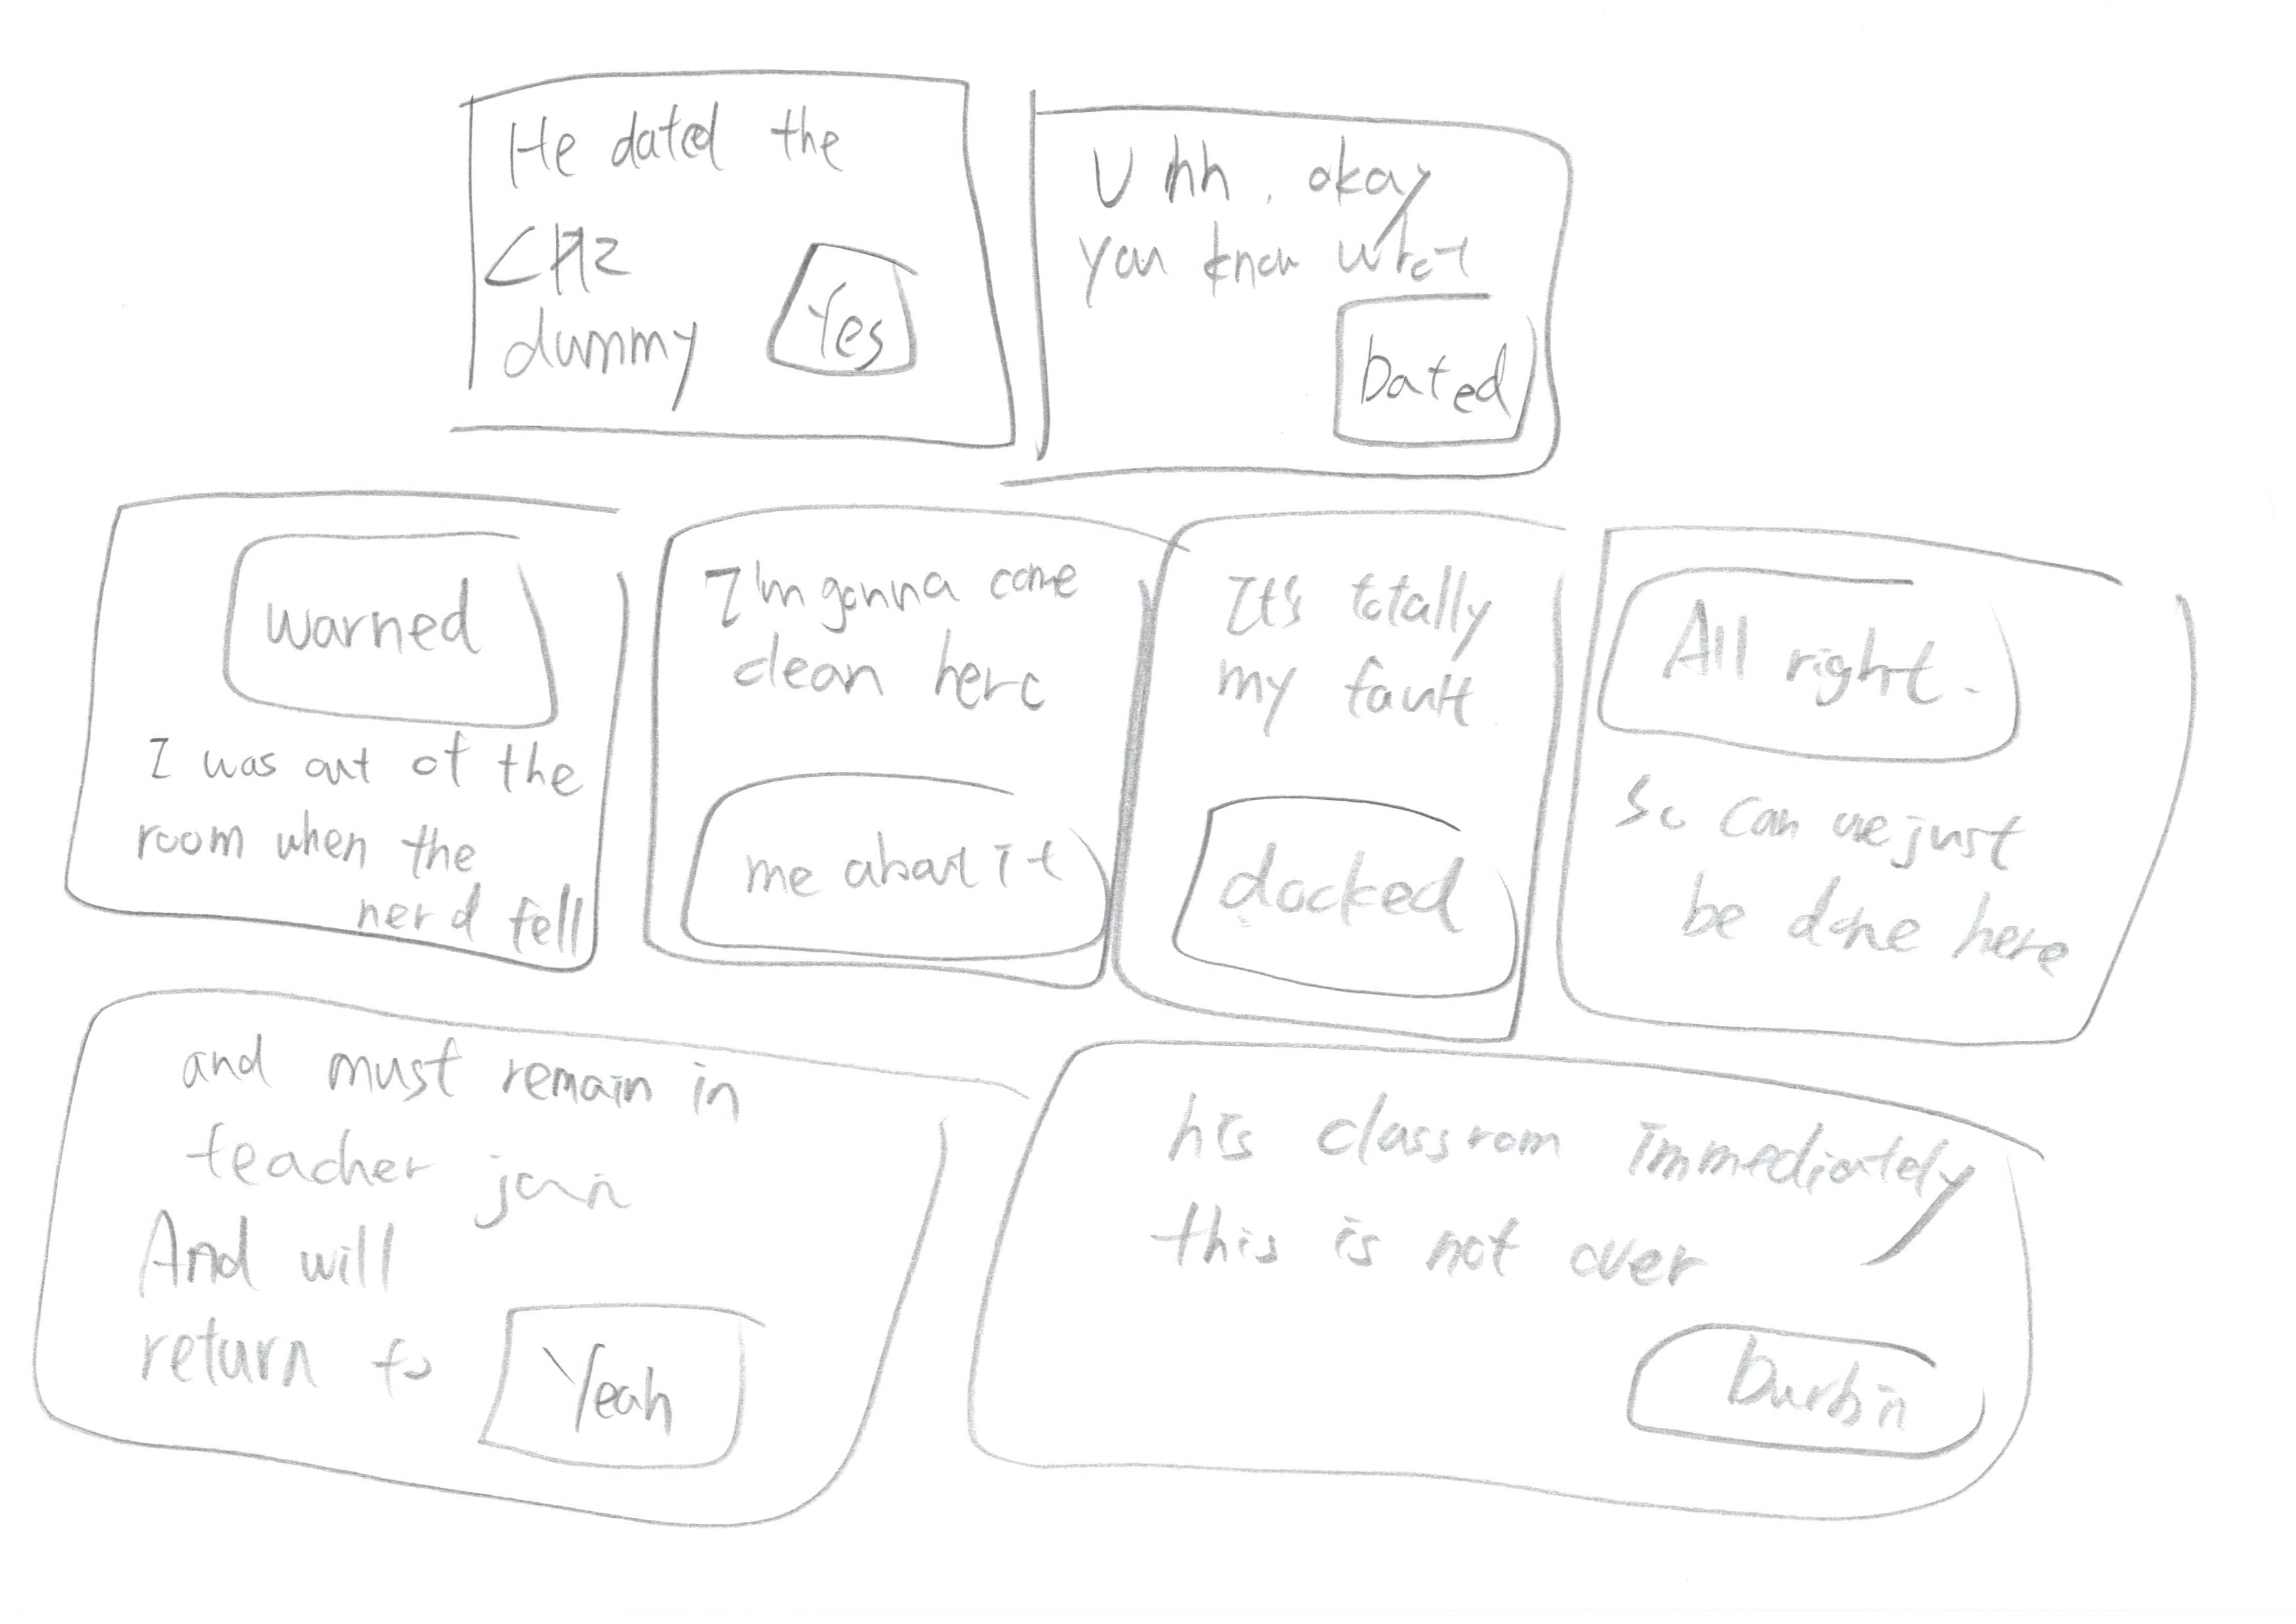 He dated the
dummy
Yes
Uhh, okay
you know what
Dated
warned
I was out of the
room when the
nerd fell
I'm gonna come
clean here
me about it
It's totally
my fault
docked
All right.
So can we just
be done here
and must remain in
teacher join
And will
return to
Yeah
his classrom immediately
this is not over
Durbin